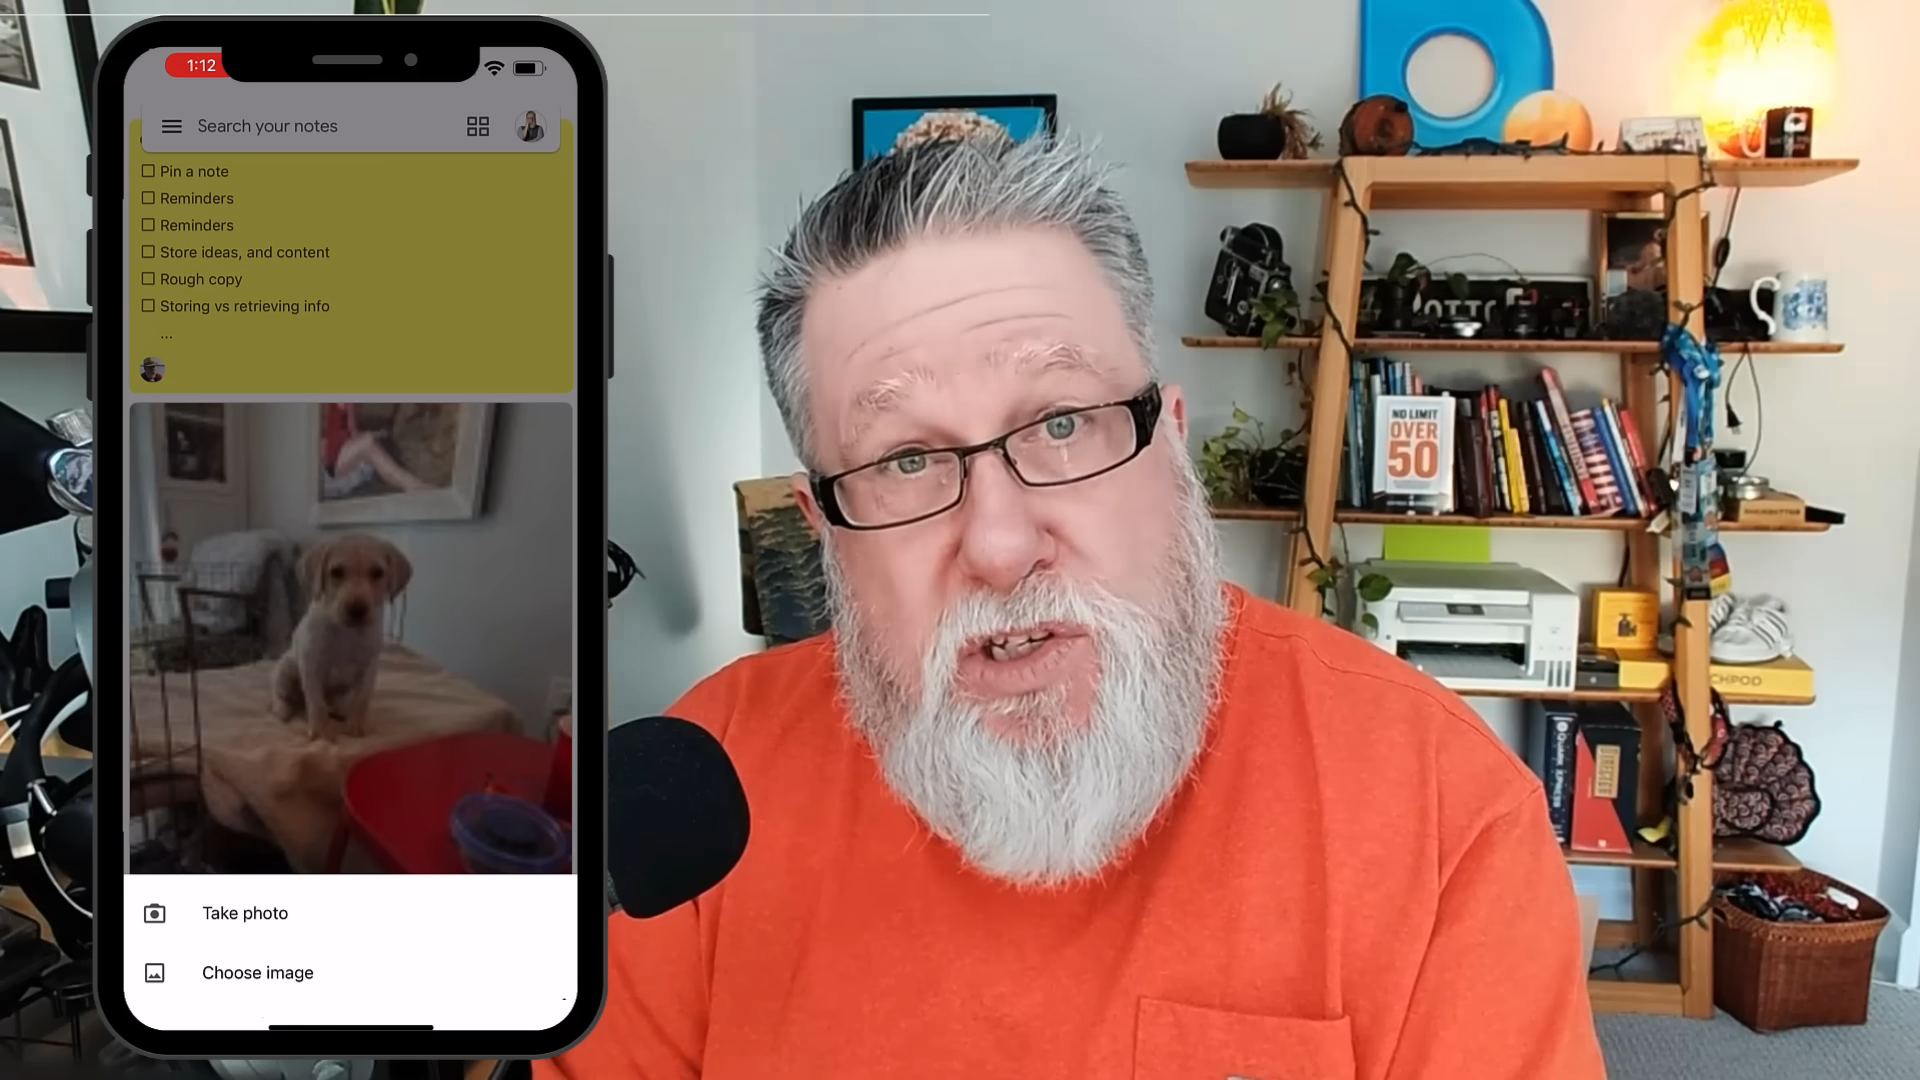 1:12
Search your notes
Pin a note
Reminders
Reminders
Store ideas, and content
Rough copy
Storing vs retrieving info
...
Take photo
Choose image
NO LIMIT
OVER
50